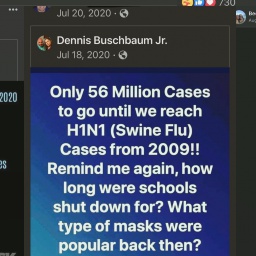 730
Jul 20, 2020 ·
Dennis Buschbaum Jr.
Jul 18, 2020 ·
2020
Only 56 Million Cases
to go until we reach
H1N1 (Swine Flu)
Cases from 2009!!
Remind me again, how
long were schools
shut down for? What
type of masks were
popular back then?
es